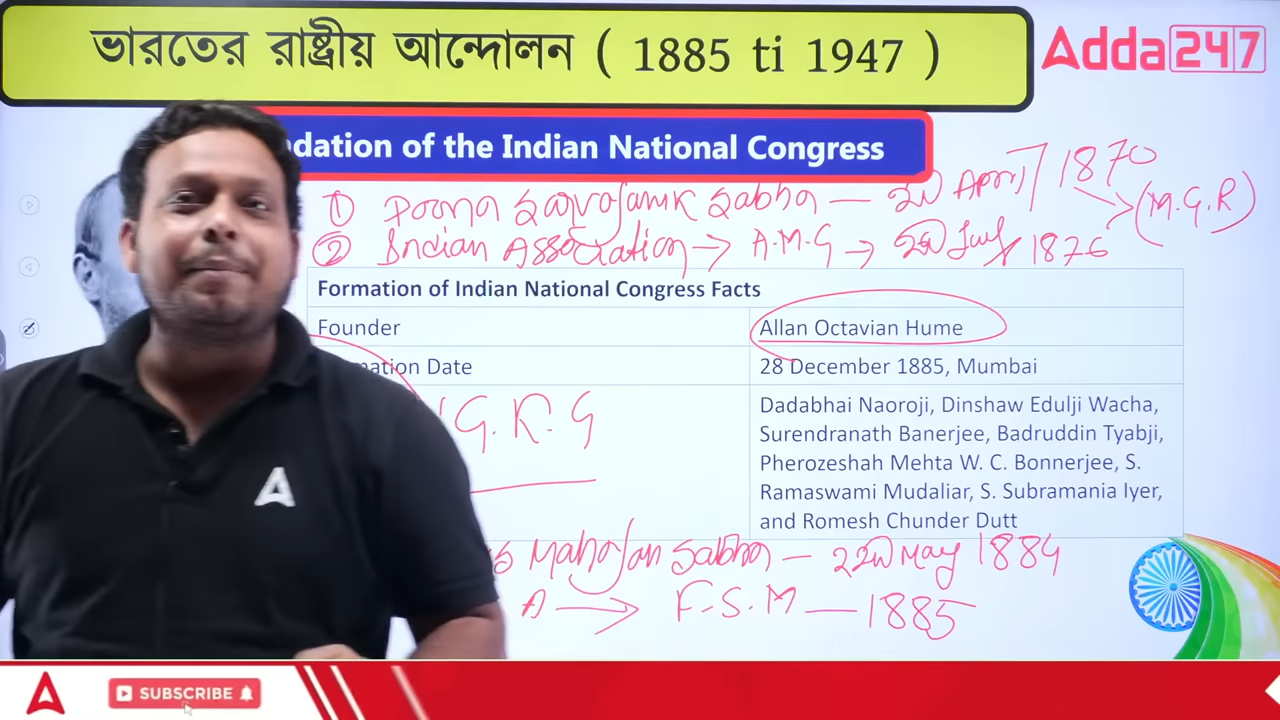 ভারতের রাষ্ট্রীয় আন্দোলন ( 1885 ti 1947 )
Adda247
ndation of the Indian National Congress
① Poona Sarvojanik Sabha — 2nd April / 1870
→ (M.G.R)
② Indian Association → A.M.G → 2nd July 1876
Formation of Indian National Congress Facts
Founder
Allan Octavian Hume
mation Date
28 December 1885, Mumbai
G.K.G
Dadabhai Naoroji, Dinshaw Edulji Wacha,
Surendranath Banerjee, Badruddin Tyabji,
Pherozeshah Mehta W. C. Bonnerjee, S.
Ramaswami Mudaliar, S. Subramania Iyer,
and Romesh Chunder Dutt
Mahajan Sabha — 22nd May 1884
A → F.S.M — 1885
SUBSCRIBE